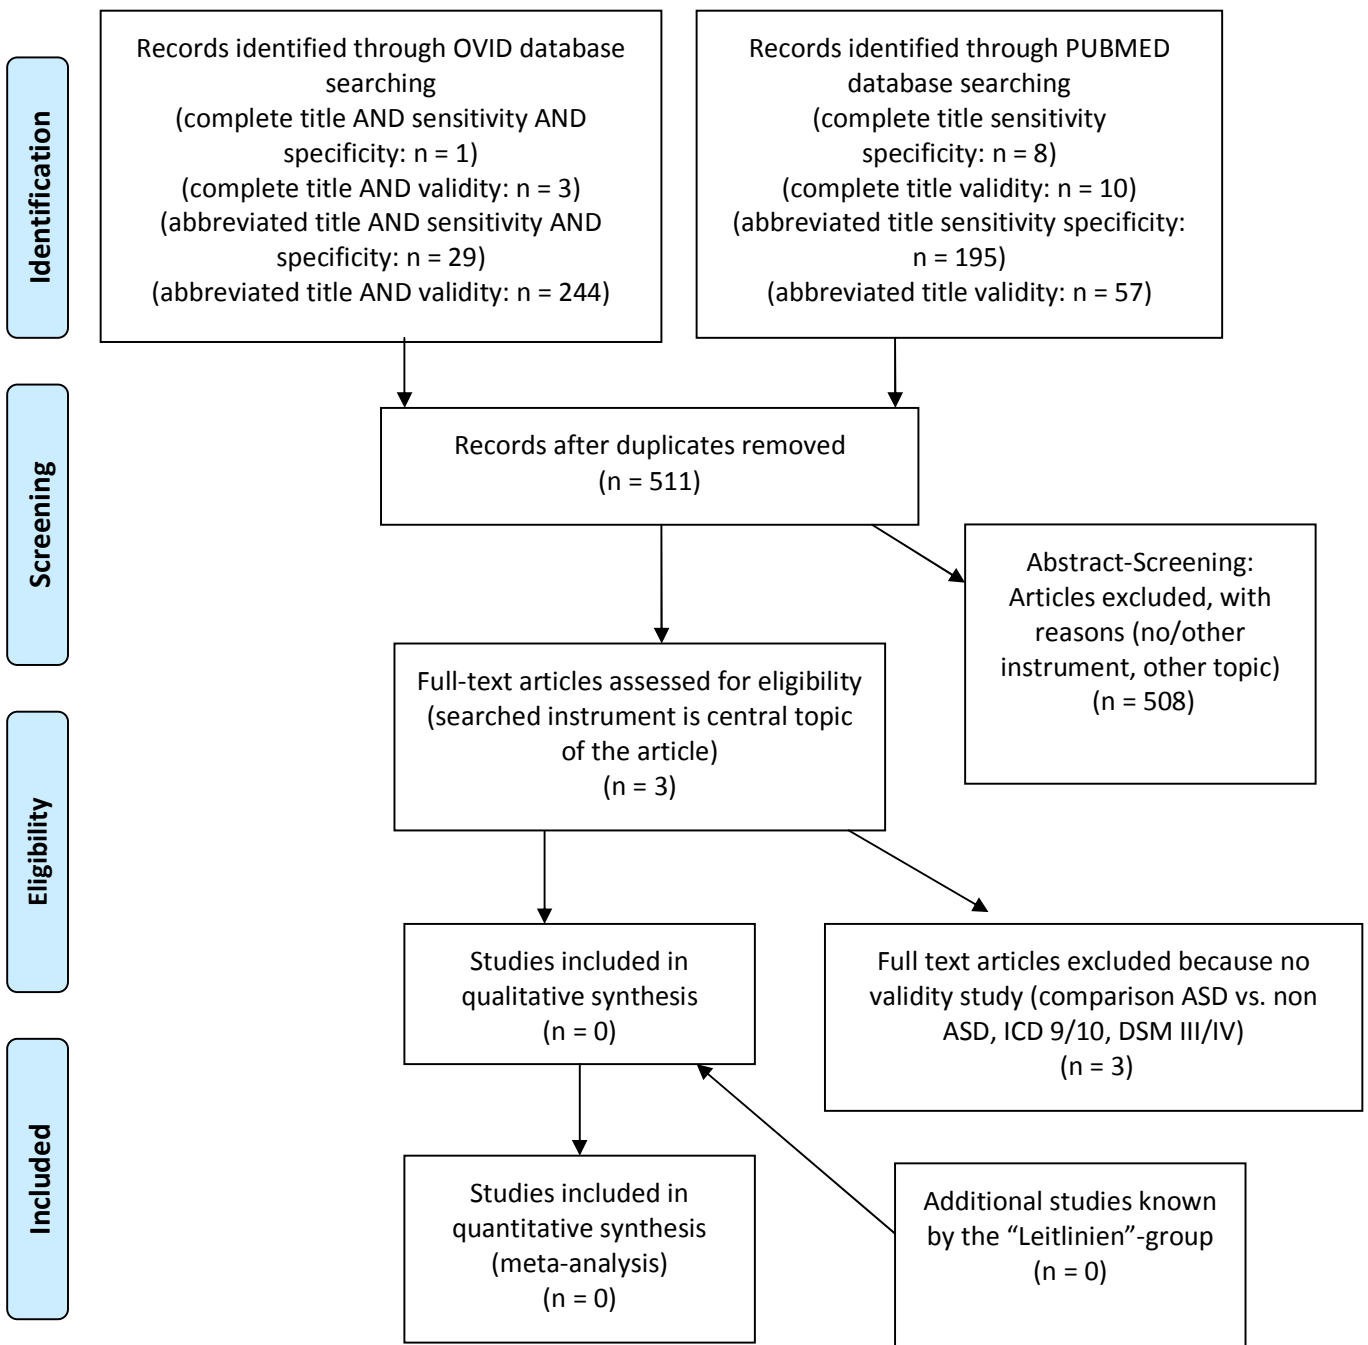 Identification
Records identified through OVID database
searching
(complete title AND sensitivity AND
specificity: n = 1)
(complete title AND validity: n = 3)
(abbreviated title AND sensitivity AND
specificity: n = 29)
(abbreviated title AND validity: n = 244)
Records identified through PUBMED
database searching
(complete title sensitivity
specificity: n = 8)
(complete title validity: n = 10)
(abbreviated title sensitivity specificity:
n = 195)
(abbreviated title validity: n = 57)
Screening
Records after duplicates removed
(n = 511)
Abstract-Screening:
Articles excluded, with
reasons (no/other
instrument, other topic)
(n = 508)
Eligibility
Full-text articles assessed for eligibility
(searched instrument is central topic
of the article)
(n = 3)
Studies included in
qualitative synthesis
(n = 0)
Full text articles excluded because no
validity study (comparison ASD vs. non
ASD, ICD 9/10, DSM III/IV)
(n = 3)
Included
Studies included in
quantitative synthesis
(meta-analysis)
(n = 0)
Additional studies known
by the “Leitlinien”-group
(n = 0)